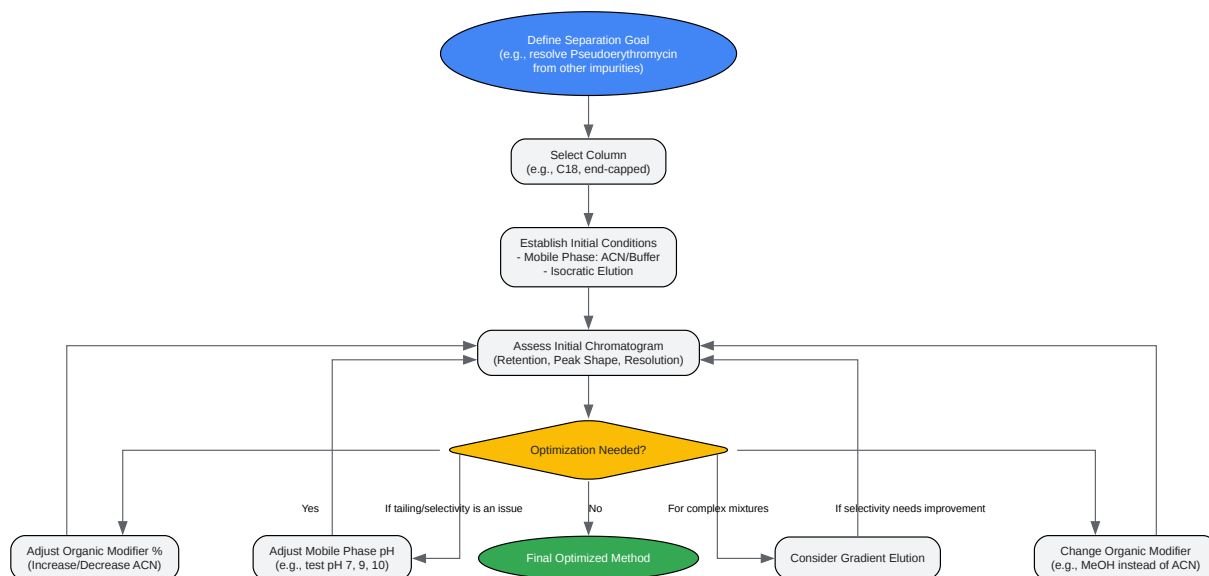 Define Separation Goal
(e.g., resolve Pseudoerythromycin
from other impurities)
Select Column
(e.g., C18, end-capped)
Establish Initial Conditions
- Mobile Phase: ACN/Buffer
- Isocratic Elution
Assess Initial Chromatogram
(Retention, Peak Shape, Resolution)
Optimization Needed?
Yes
If tailing/selectivity is an issue
No
For complex mixtures
If selectivity needs improvement
Adjust Organic Modifier %
(Increase/Decrease ACN)
Adjust Mobile Phase pH
(e.g., test pH 7, 9, 10)
Final Optimized Method
Consider Gradient Elution
Change Organic Modifier
(e.g., MeOH instead of ACN)